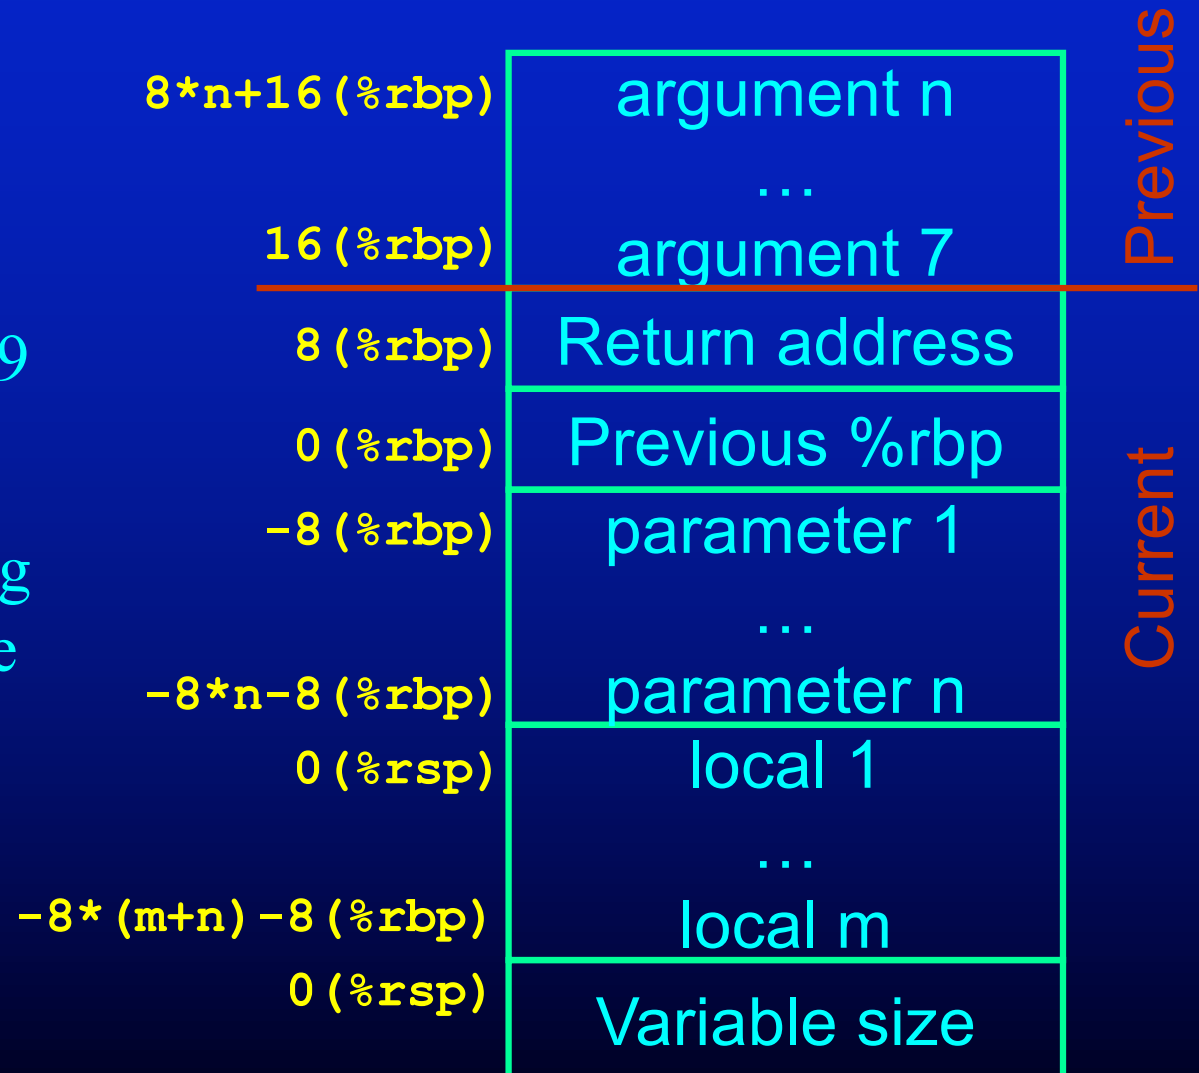 Previous
8*n+16(%rbp) argument n
…
16(%rbp) argument 7
9
8(%rbp) Return address
0(%rbp) Previous %rbp
-8(%rbp) parameter 1
Current
g
…
e
-8*n-8(%rbp) parameter n
0(%rsp) local 1
…
-8*(m+n)-8(%rbp) local m
0(%rsp) Variable size